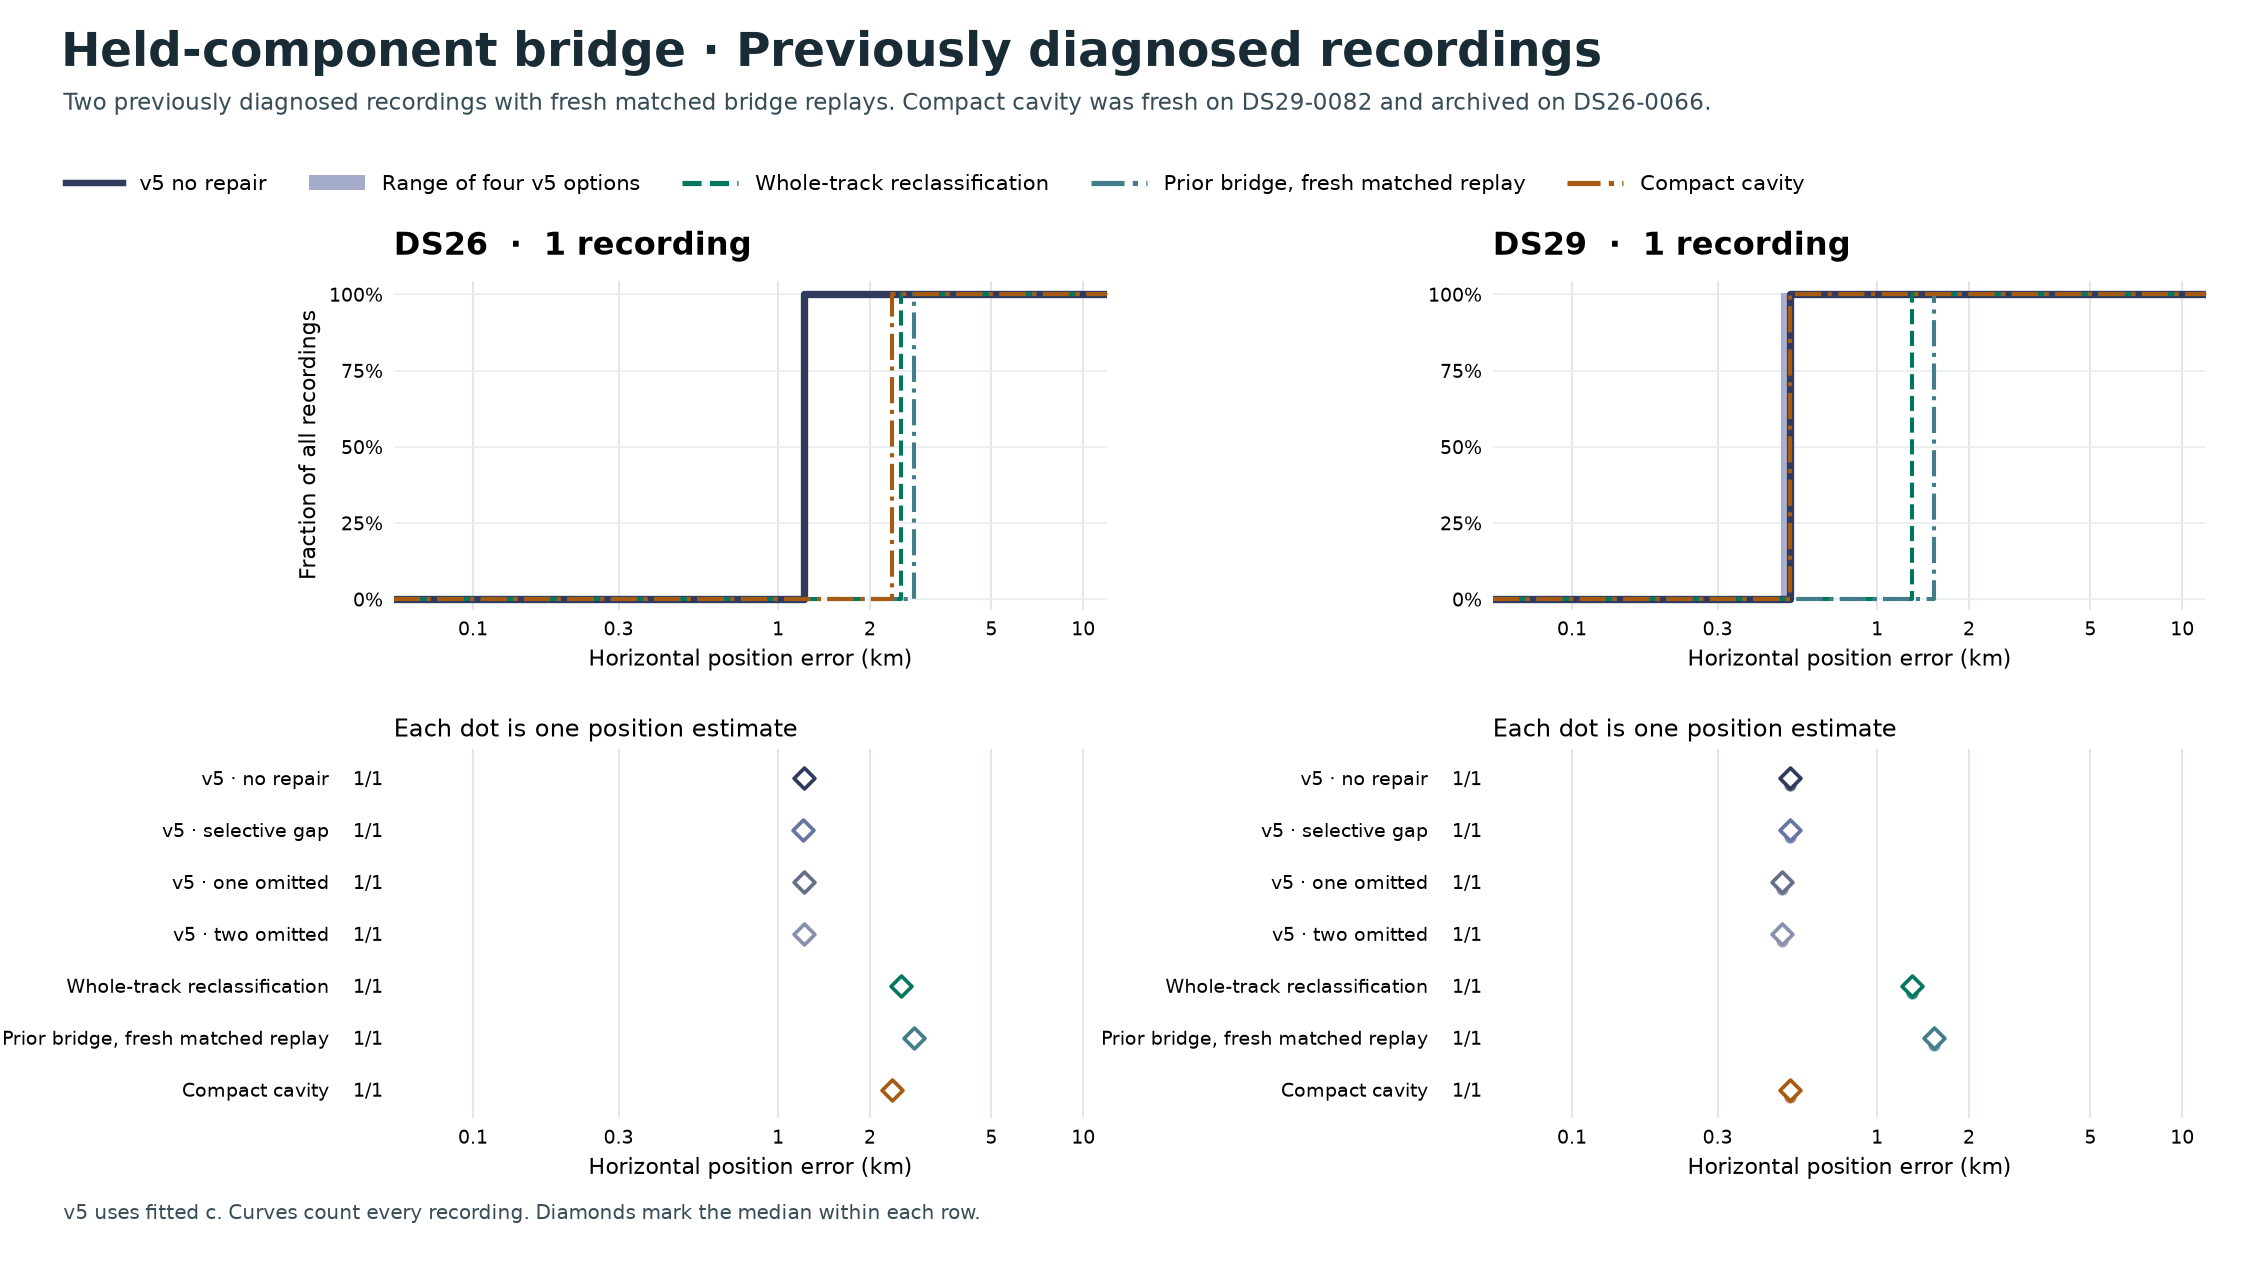 Held-component bridge · Previously diagnosed recordings
Two previously diagnosed recordings with fresh matched bridge replays. Compact cavity was fresh on DS29-0082 and archived on DS26-0066.
v5 no repair
Range of four v5 options
Whole-track reclassification
Prior bridge, fresh matched replay
Compact cavity
DS26 · 1 recording
Fraction of all recordings
100%
75%
50%
25%
0%
0.1 0.3 1 2 5 10
Horizontal position error (km)
DS29 · 1 recording
100%
75%
50%
25%
0%
0.1 0.3 1 2 5 10
Horizontal position error (km)
Each dot is one position estimate
v5 · no repair 1/1
v5 · selective gap 1/1
v5 · one omitted 1/1
v5 · two omitted 1/1
Whole-track reclassification 1/1
Prior bridge, fresh matched replay 1/1
Compact cavity 1/1
0.1 0.3 1 2 5 10
Horizontal position error (km)
Each dot is one position estimate
v5 · no repair 1/1
v5 · selective gap 1/1
v5 · one omitted 1/1
v5 · two omitted 1/1
Whole-track reclassification 1/1
Prior bridge, fresh matched replay 1/1
Compact cavity 1/1
0.1 0.3 1 2 5 10
Horizontal position error (km)
v5 uses fitted c. Curves count every recording. Diamonds mark the median within each row.